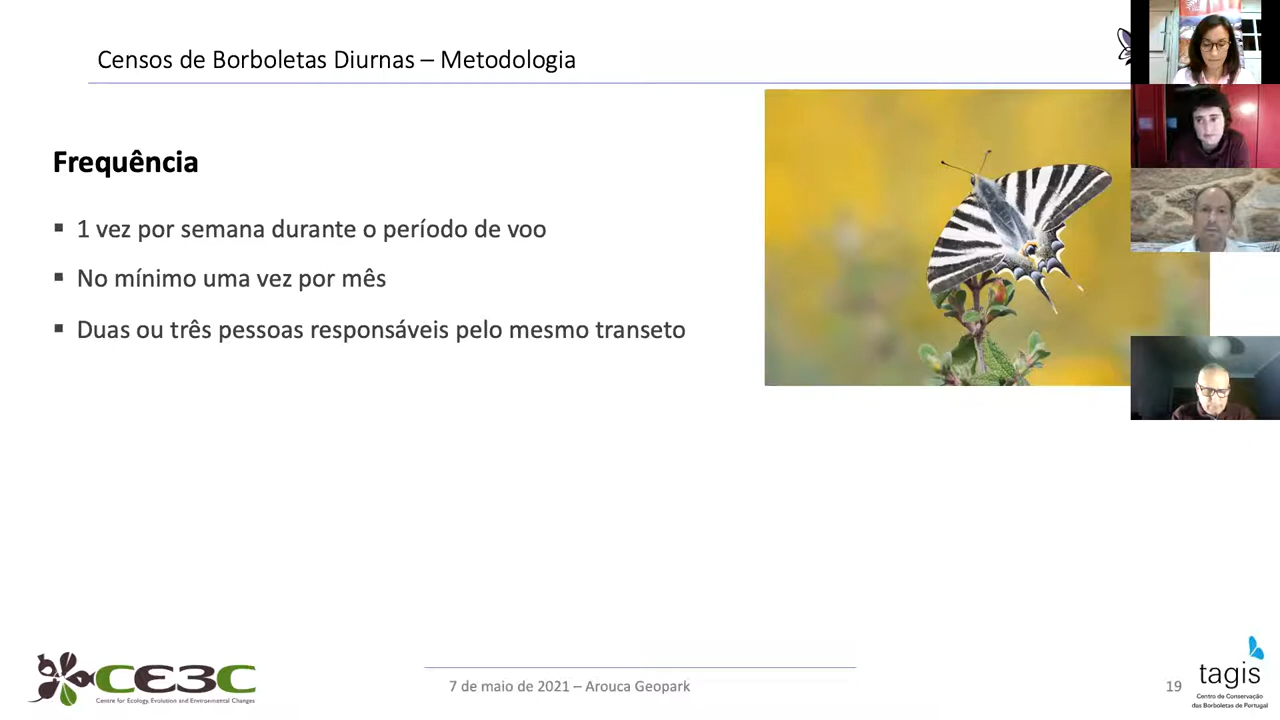 Censos de Borboletas Diurnas – Metodologia
Frequência
▪ 1 vez por semana durante o período de voo
▪ No mínimo uma vez por mês
▪ Duas ou três pessoas responsáveis pelo mesmo transeto
CE3C
Centre for Ecology, Evolution and Environmental Changes
7 de maio de 2021 – Arouca Geopark
19
tagis
Centro de Conservação
das Borboletas de Portugal